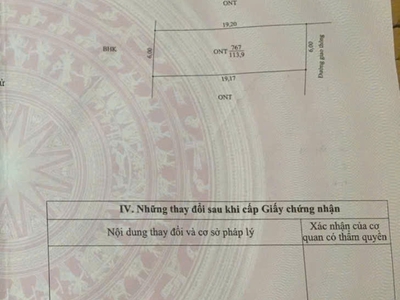 ONT
19,20
BHK
6,00
ONT 767
113,9
6,00
Đường giao thông
19,17
ONT
IV. Những thay đổi sau khi cấp Giấy chứng nhận
Nội dung thay đổi và cơ sở pháp lý
Xác nhận của cơ
quan có thẩm quyền